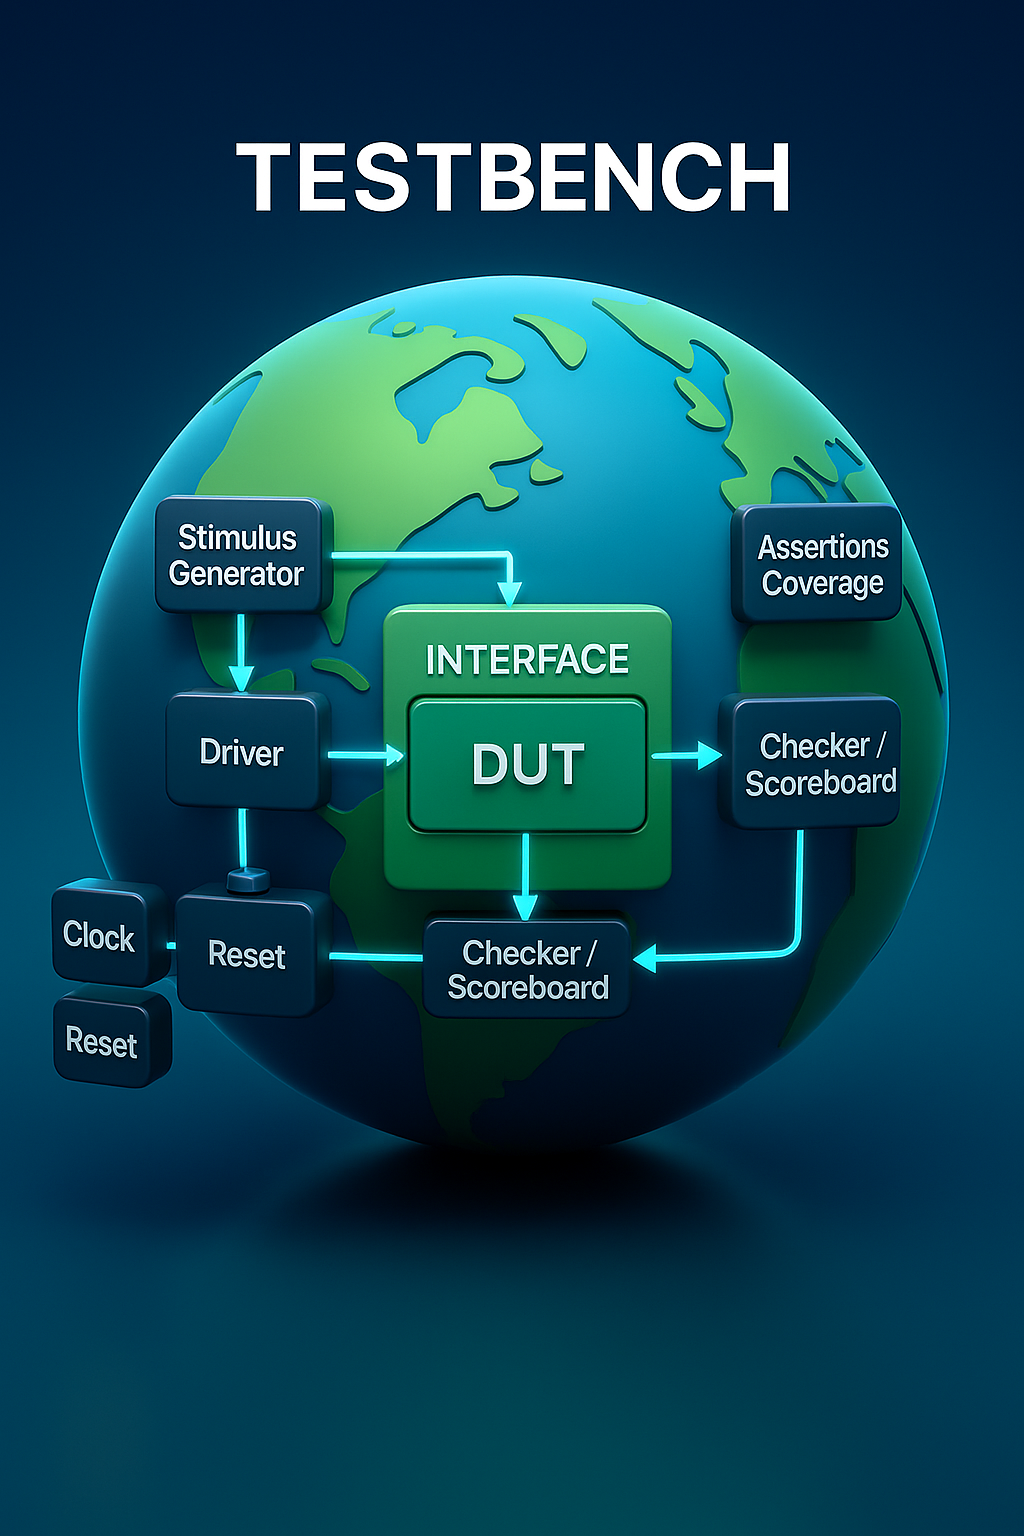 TESTBENCH
Stimulus
Generator
Assertions
Coverage
INTERFACE
Driver
DUT
Checker /
Scoreboard
Clock
Reset
Checker /
Scoreboard
Reset